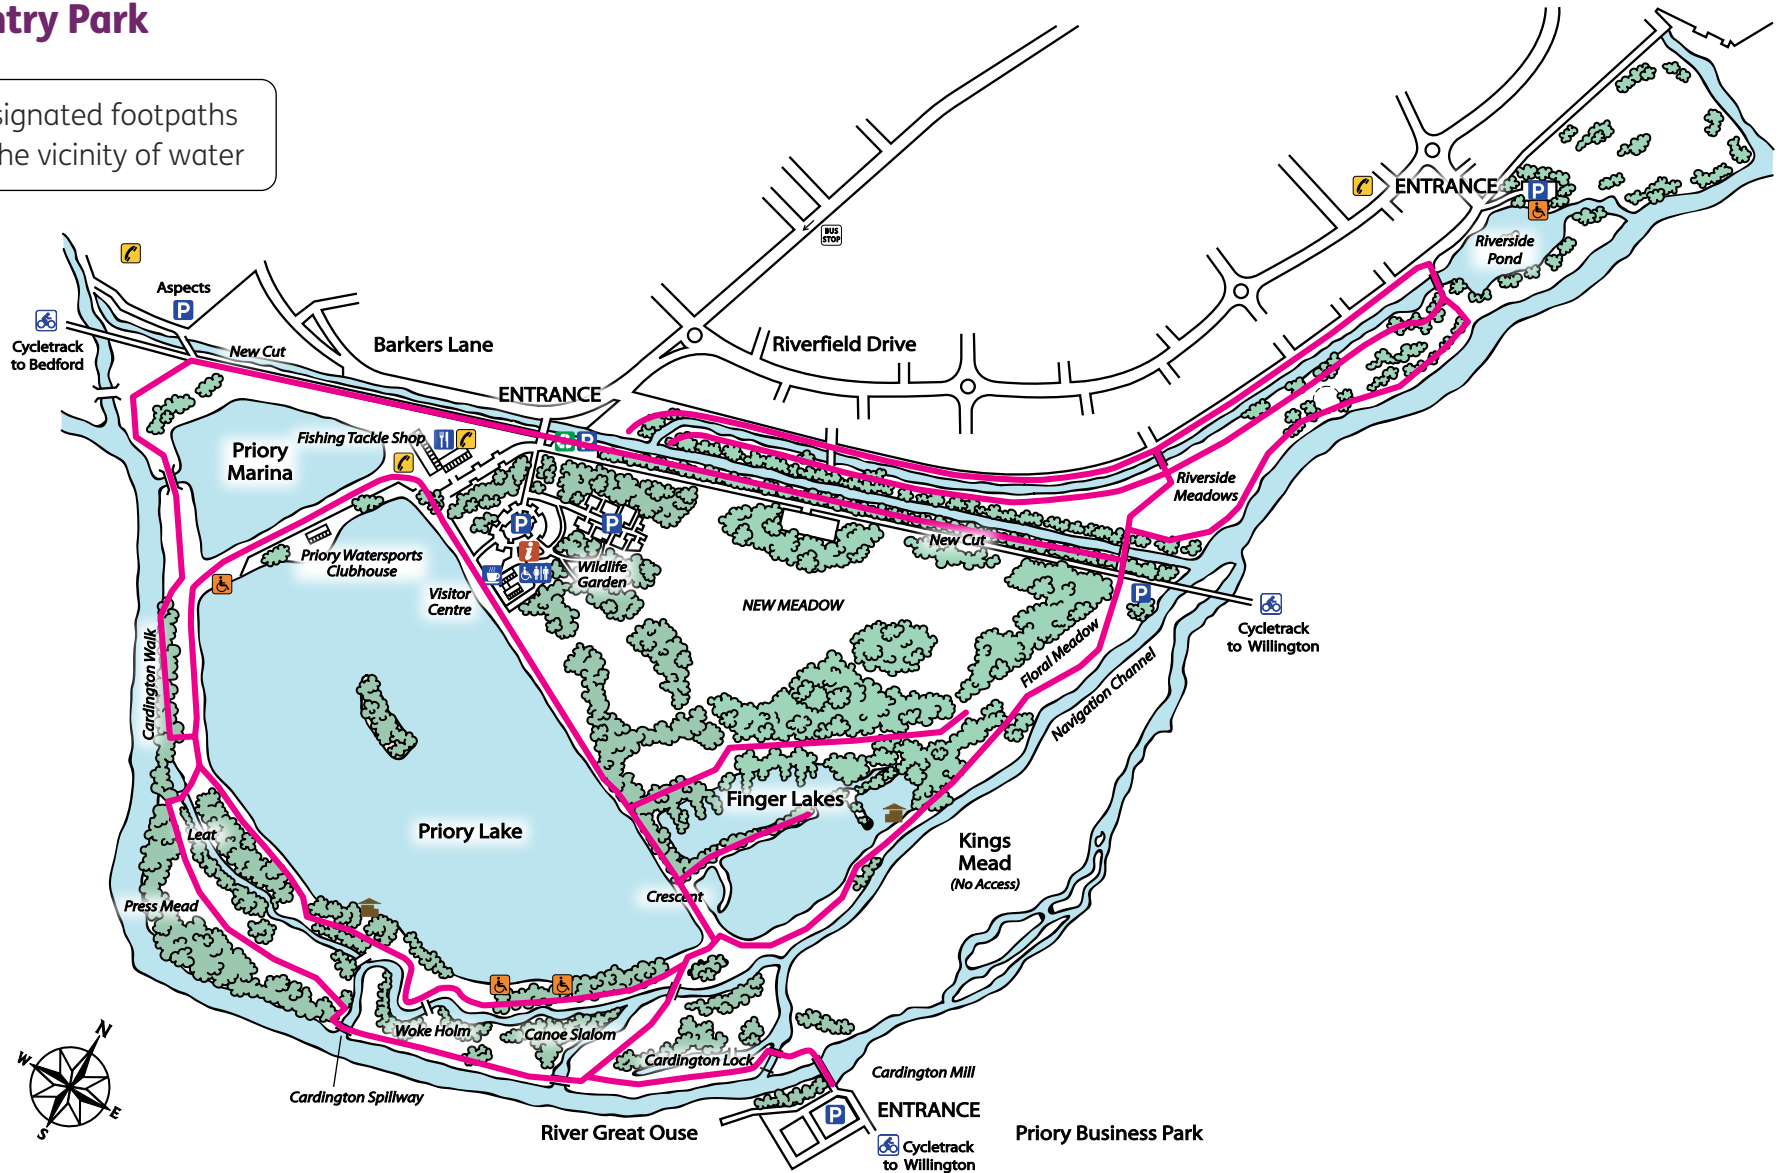 ntry Park
signated footpaths
he vicinity of water
ENTRANCE
P
Riverside
Pond
BUS
STOP
Aspects
P
Cycletrack
to Bedford
New Cut
Barkers Lane
Riverfield Drive
ENTRANCE
Fishing Tackle Shop
P
Priory
Marina
Riverside
Meadows
P
P
i
New Cut
Priory Watersports
Clubhouse
Wildlife
Garden
Visitor
Centre
NEW MEADOW
P
Cycletrack
to Willington
Cardington Walk
Floral Meadow
Navigation Channel
Finger Lakes
Priory Lake
Leat
Kings
Mead
(No Access)
Crescent
Press Mead
Woke Holm
Canoe Slalom
Cardington Lock
N
W
E
S
Cardington Spillway
Cardington Mill
P
ENTRANCE
River Great Ouse
Priory Business Park
Cycletrack
to Willington